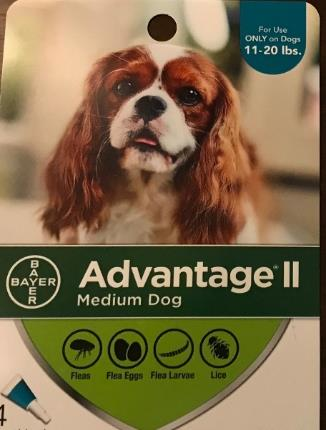 For Use
ONLY on Dogs
11-20 lbs.
BAYER
BAYER
Advantage® II
Medium Dog
Fleas Flea Eggs Flea Larvae Lice
4